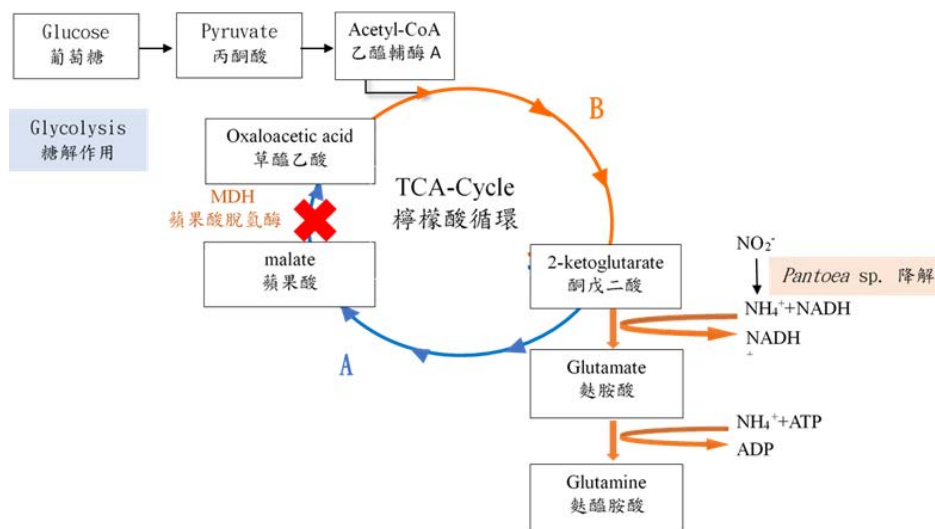 Glucose
葡萄糖
Pyruvate
丙酮酸
Acetyl-CoA
乙醯輔酶 A
Glycolysis
糖解作用
B
Oxaloacetic acid
草醯乙酸
MDH
蘋果酸脫氫酶
TCA-Cycle
檸檬酸循環
malate
蘋果酸
2-ketoglutarate
酮戊二酸
NO₂⁻
Pantoea sp. 降解
NH₄⁺+NADH
NADH
+
A
Glutamate
麩胺酸
NH₄⁺+ATP
ADP
Glutamine
麩醯胺酸